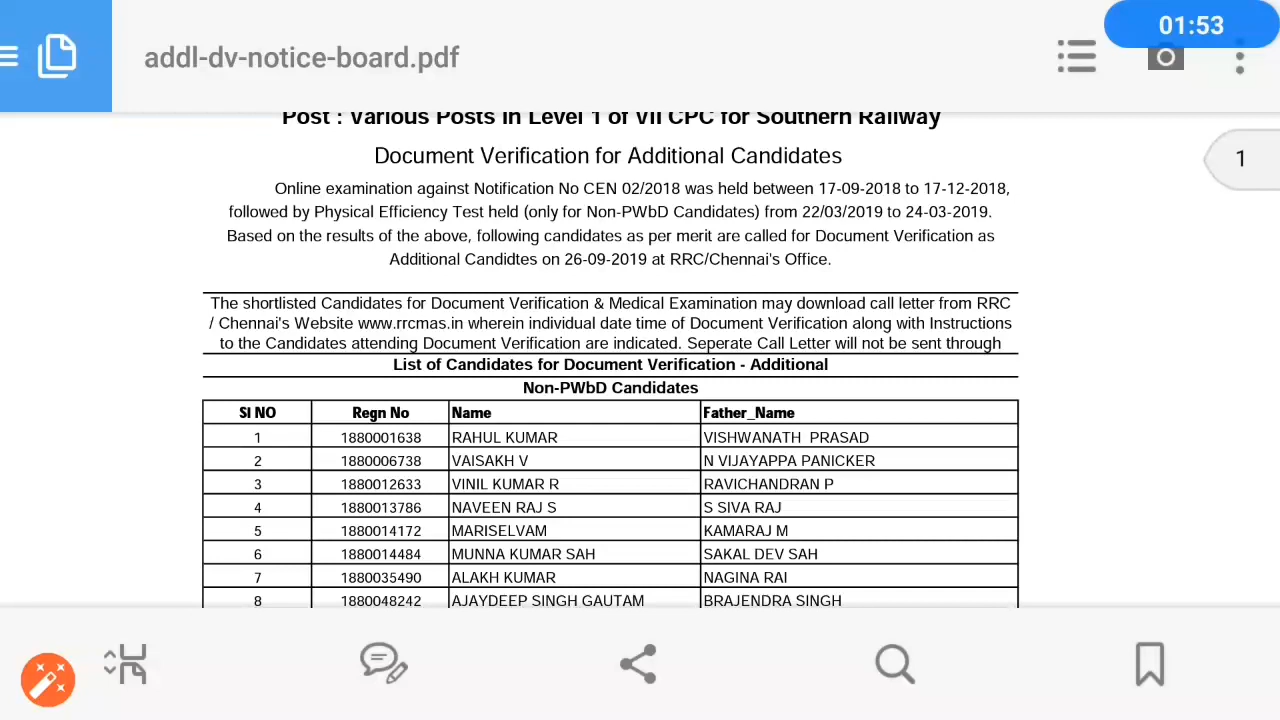 01:53
addl-dv-notice-board.pdf
1
Post : Various Posts in Level 1 of VII CPC for Southern Railway
Document Verification for Additional Candidates
Online examination against Notification No CEN 02/2018 was held between 17-09-2018 to 17-12-2018,
followed by Physical Efficiency Test held (only for Non-PWbD Candidates) from 22/03/2019 to 24-03-2019.
Based on the results of the above, following candidates as per merit are called for Document Verification as
Additional Candidtes on 26-09-2019 at RRC/Chennai's Office.
The shortlisted Candidates for Document Verification & Medical Examination may download call letter from RRC
/ Chennai's Website www.rrcmas.in wherein individual date time of Document Verification along with Instructions
to the Candidates attending Document Verification are indicated. Seperate Call Letter will not be sent through
List of Candidates for Document Verification - Additional
Non-PWbD Candidates
Sl NO Regn No Name Father_Name
1 1880001638 RAHUL KUMAR VISHWANATH PRASAD
2 1880006738 VAISAKH V N VIJAYAPPA PANICKER
3 1880012633 VINIL KUMAR R RAVICHANDRAN P
4 1880013786 NAVEEN RAJ S S SIVA RAJ
5 1880014172 MARISELVAM KAMARAJ M
6 1880014484 MUNNA KUMAR SAH SAKAL DEV SAH
7 1880035490 ALAKH KUMAR NAGINA RAI
8 1880048242 AJAYDEEP SINGH GAUTAM BRAJENDRA SINGH